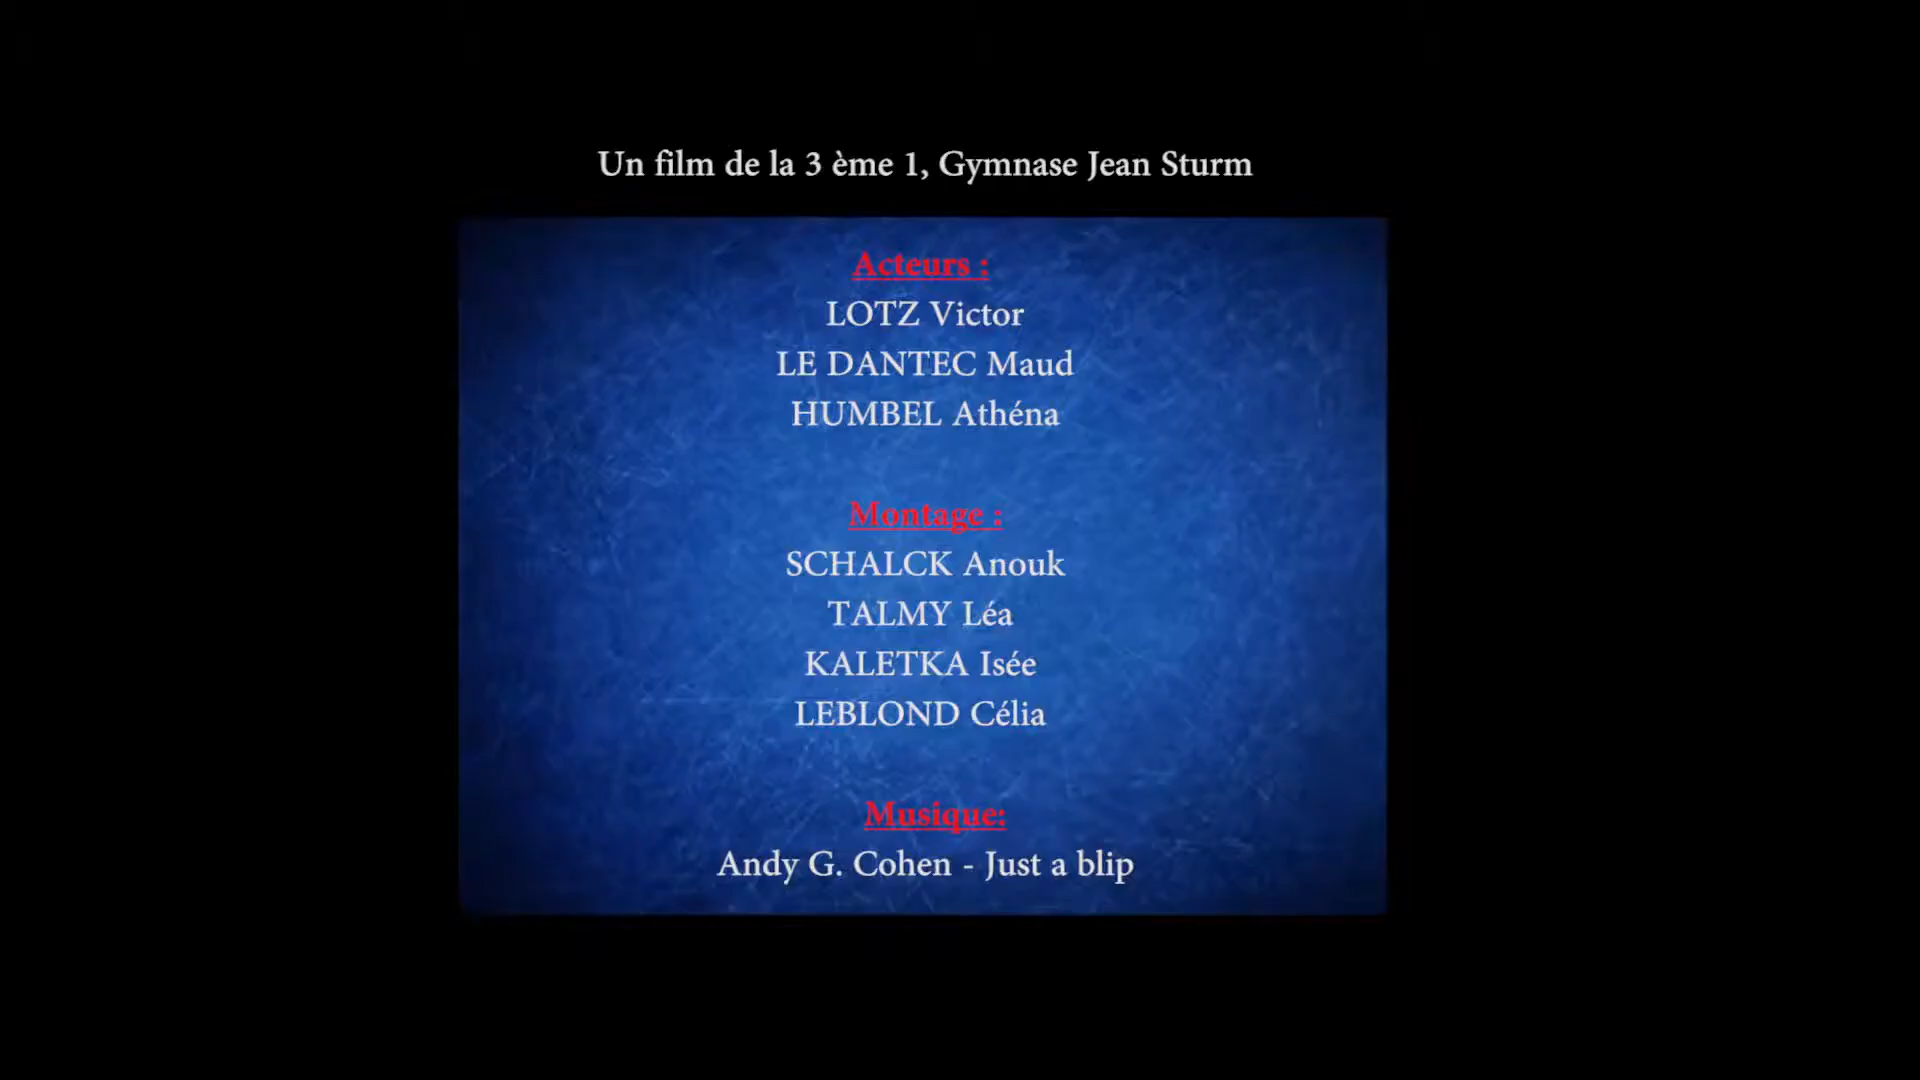 Un film de la 3 ème 1, Gymnase Jean Sturm
Acteurs :
LOTZ Victor
LE DANTEC Maud
HUMBEL Athéna
Montage :
SCHALCK Anouk
TALMY Léa
KALETKA Isée
LEBLOND Célia
Musique:
Andy G. Cohen - Just a blip